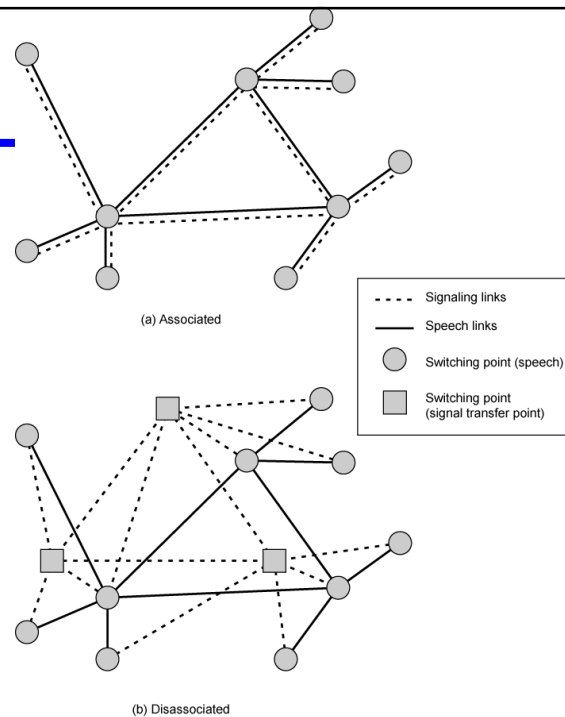 (a) Associated
Signaling links
Speech links
Switching point (speech)
Switching point
(signal transfer point)
(b) Disassociated